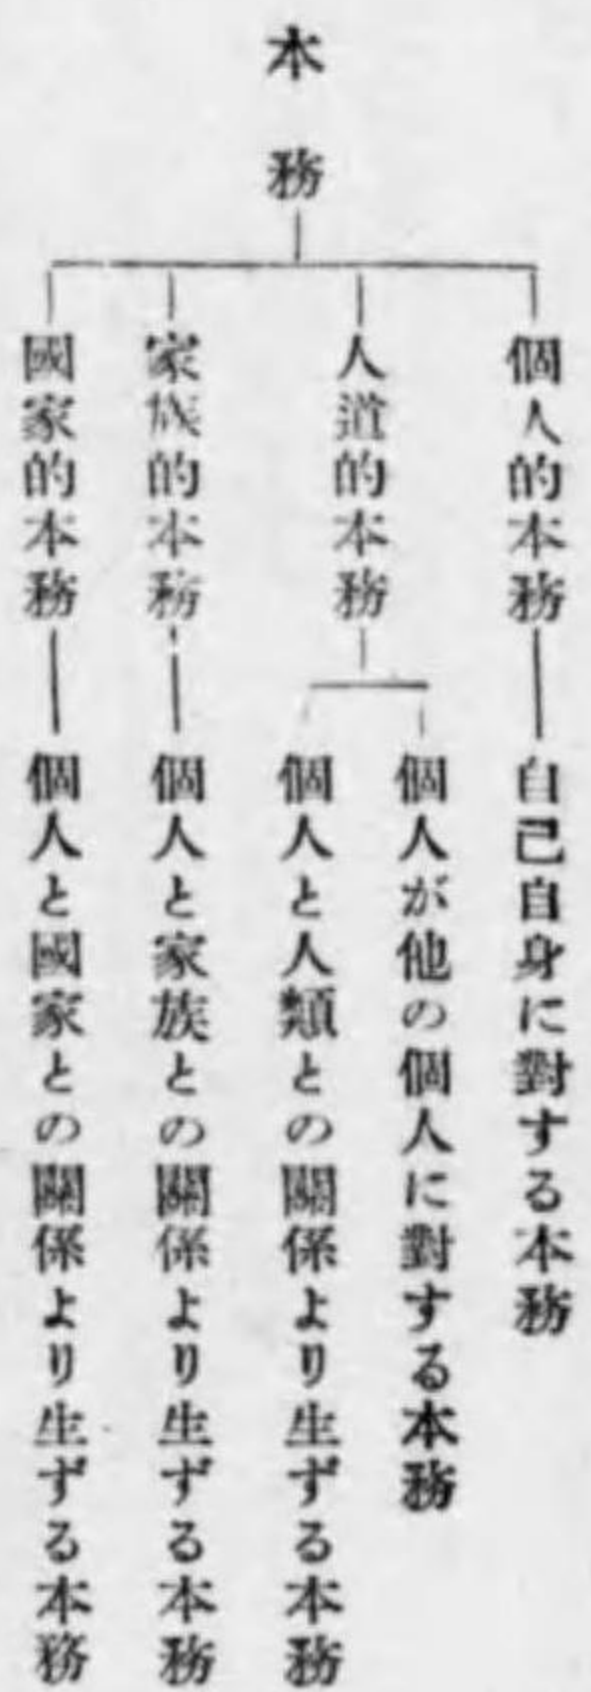 本務
個人的本務
自己自身に對する本務
人道的本務
個人が他の個人に對する本務
個人と人類との關係より生ずる本務
家族的本務
個人と家族との關係より生ずる本務
國家的本務
個人と國家との關係より生ずる本務